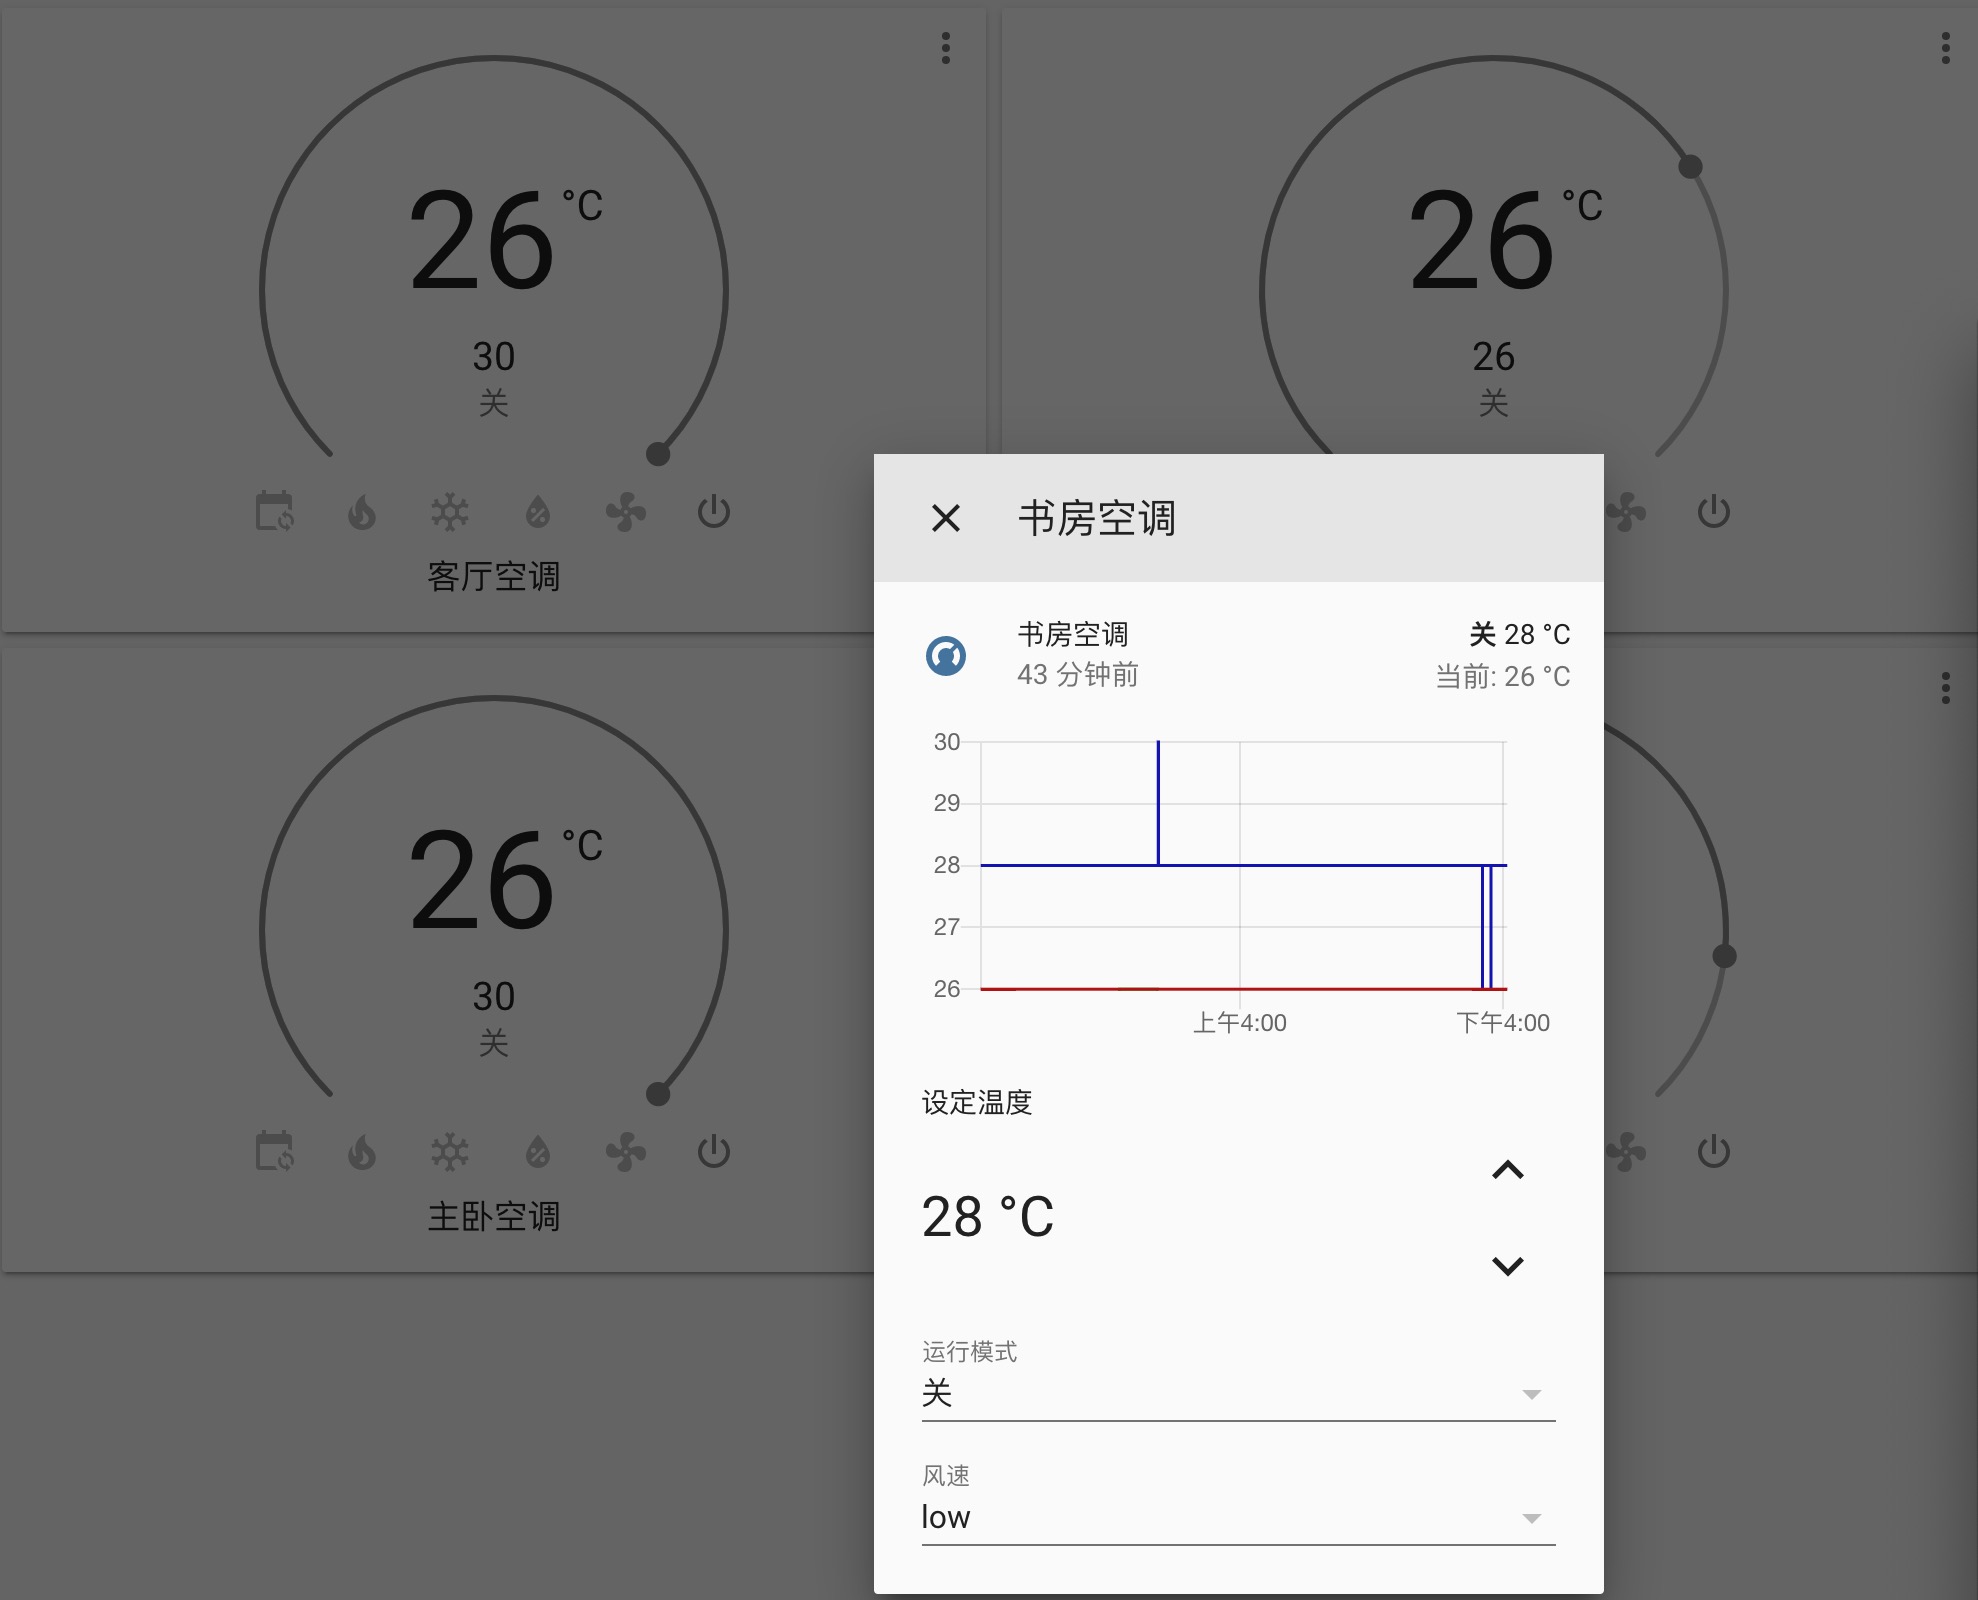 26 °C
30
关
客厅空调
26 °C
26
关
26 °C
30
关
主卧空调
书房空调
书房空调
43 分钟前
关 28 °C
当前: 26 °C
30
29
28
27
26
上午4:00
下午4:00
设定温度
28 °C
运行模式
关
风速
low